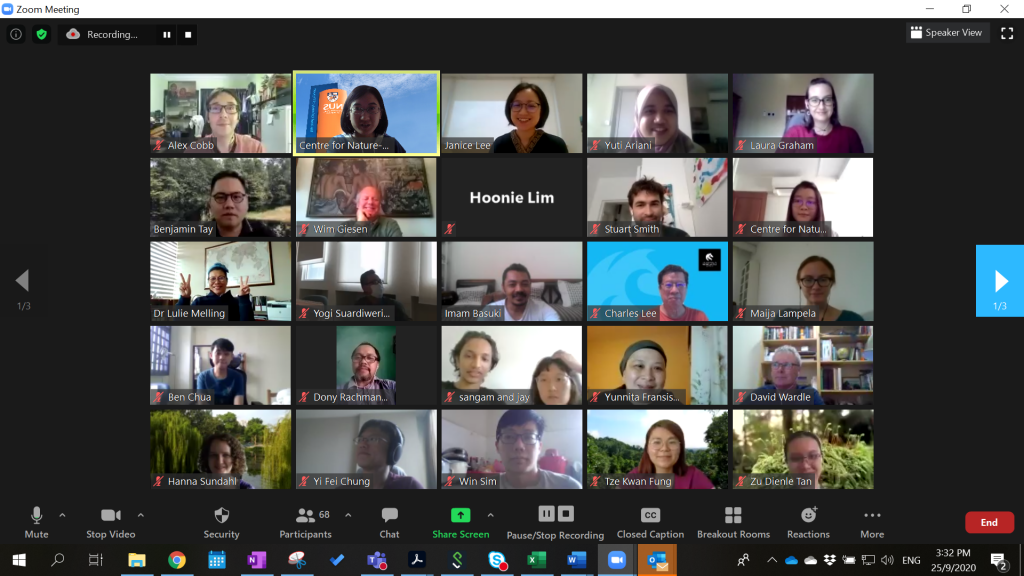 Zoom Meeting
Recording...
Speaker View
Alex Cobb
NUS
Centre for Nature-...
Janice Lee
Yuti Ariani
Laura Graham
Benjamin Tay
Wim Giesen
Hoonie Lim
Stuart Smith
Centre for Natu...
Dr Lulie Melling
Yogi Suardiweri...
Imam Basuki
Charles Lee
Maija Lampela
1/3
1/3
Ben Chua
Dony Rachman...
sangam and jay
Yunnita Fransis...
David Wardle
Hanna Sundahl
Yi Fei Chung
Win Sim
Tze Kwan Fung
Zu Dienle Tan
68
CC
Mute
Stop Video
Security
Participants
Chat
Share Screen
Pause/Stop Recording
Closed Caption
Breakout Rooms
Reactions
More
End
ENG
3:32 PM
25/9/2020
2